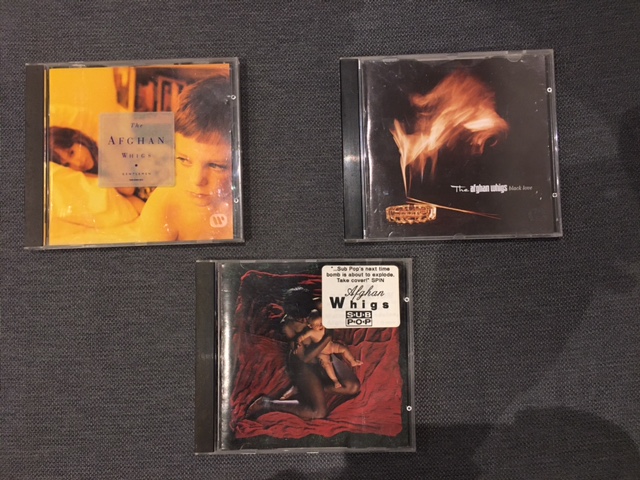 The
AFGHAN
WHIGS
The afghan whigs black love
"...Sub Pop's next time
bomb is about to explode.
Take cover!" SPIN
Afghan
Whigs
SUB
POP